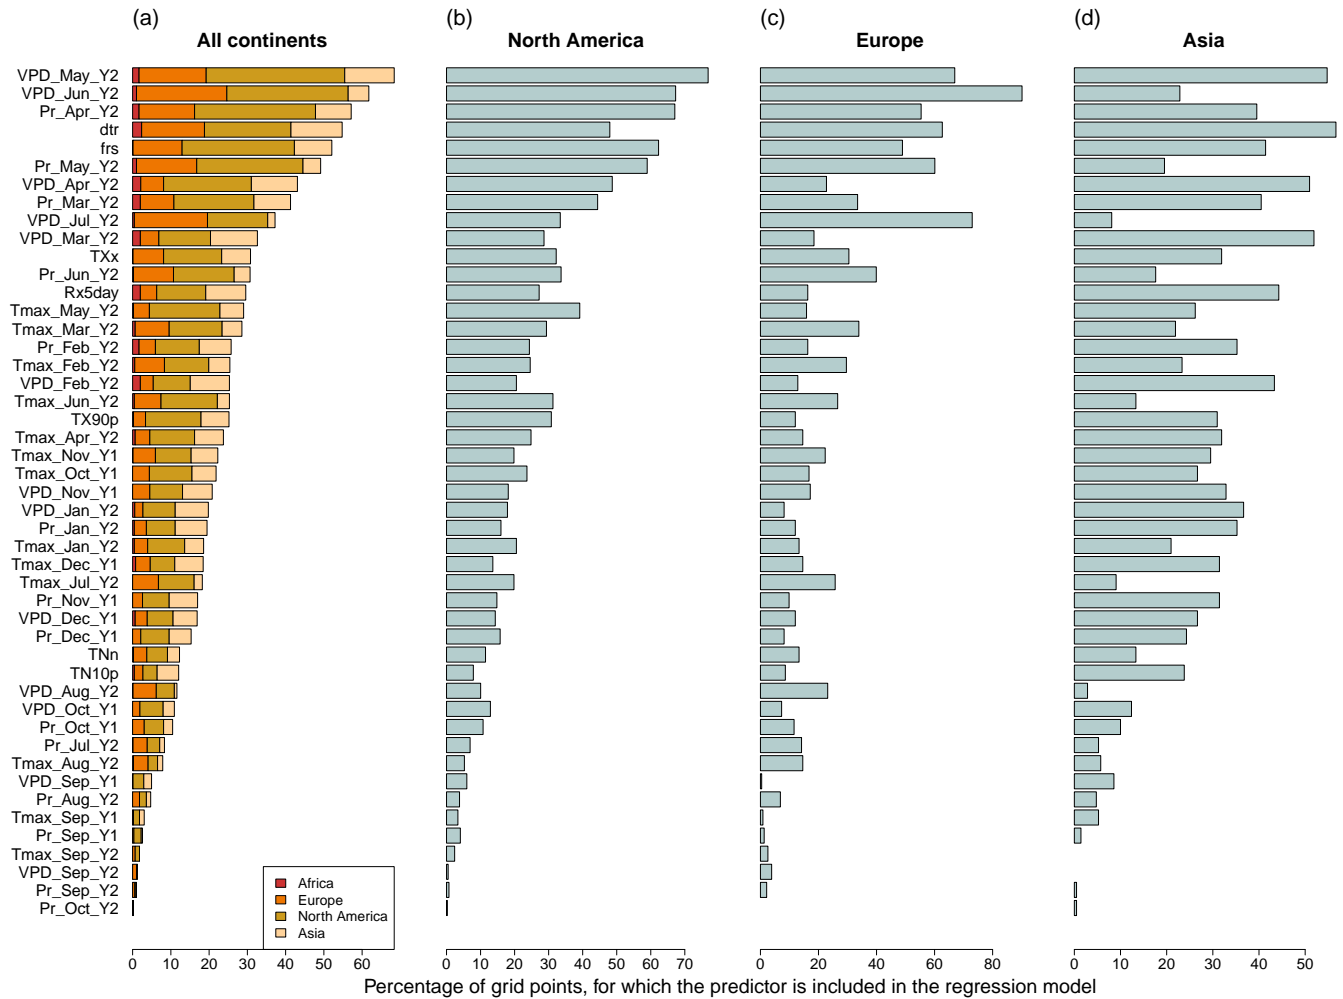 (a)
All continents
(b)
North America
(c)
Europe
(d)
Asia
VPD_May_Y2
VPD_Jun_Y2
Pr_Apr_Y2
dtr
frs
Pr_May_Y2
VPD_Apr_Y2
Pr_Mar_Y2
VPD_Jul_Y2
VPD_Mar_Y2
TXx
Pr_Jun_Y2
Rx5day
Tmax_May_Y2
Tmax_Mar_Y2
Pr_Feb_Y2
Tmax_Feb_Y2
VPD_Feb_Y2
Tmax_Jun_Y2
TX90p
Tmax_Apr_Y2
Tmax_Nov_Y1
Tmax_Oct_Y1
VPD_Nov_Y1
VPD_Jan_Y2
Pr_Jan_Y2
Tmax_Jan_Y2
Tmax_Dec_Y1
Tmax_Jul_Y2
Pr_Nov_Y1
VPD_Dec_Y1
Pr_Dec_Y1
TNn
TN10p
VPD_Aug_Y2
VPD_Oct_Y1
Pr_Oct_Y1
Pr_Jul_Y2
Tmax_Aug_Y2
VPD_Sep_Y1
Pr_Aug_Y2
Tmax_Sep_Y1
Pr_Sep_Y1
Tmax_Sep_Y2
VPD_Sep_Y2
Pr_Sep_Y2
Pr_Oct_Y2
Africa
Europe
North America
Asia
0 10 20 30 40 50 60
0 10 20 30 40 50 60 70
0 20 40 60 80
0 10 20 30 40 50
Percentage of grid points, for which the predictor is included in the regression model